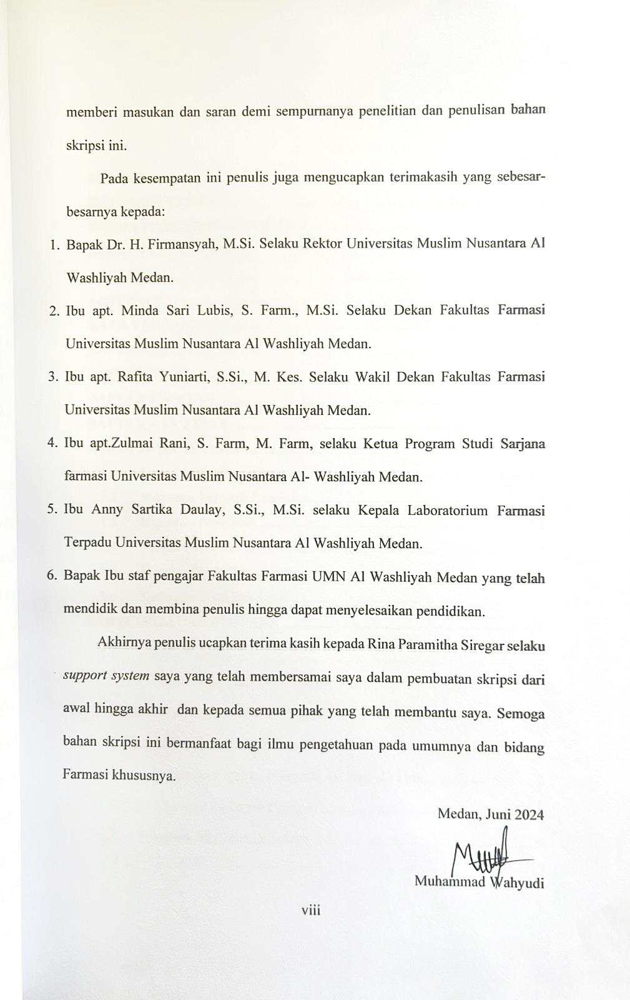 memberi masukan dan saran demi sempurnanya penelitian dan penulisan bahan
skripsi ini.
Pada kesempatan ini penulis juga mengucapkan terimakasih yang sebesar-
besarnya kepada:
1. Bapak Dr. H. Firmansyah, M.Si. Selaku Rektor Universitas Muslim Nusantara Al
Washliyah Medan.
2. Ibu apt. Minda Sari Lubis, S. Farm., M.Si. Selaku Dekan Fakultas Farmasi
Universitas Muslim Nusantara Al Washliyah Medan.
3. Ibu apt. Rafita Yuniarti, S.Si., M. Kes. Selaku Wakil Dekan Fakultas Farmasi
Universitas Muslim Nusantara Al Washliyah Medan.
4. Ibu apt.Zulmai Rani, S. Farm, M. Farm, selaku Ketua Program Studi Sarjana
farmasi Universitas Muslim Nusantara Al- Washliyah Medan.
5. Ibu Anny Sartika Daulay, S.Si., M.Si. selaku Kepala Laboratorium Farmasi
Terpadu Universitas Muslim Nusantara Al Washliyah Medan.
6. Bapak Ibu staf pengajar Fakultas Farmasi UMN Al Washliyah Medan yang telah
mendidik dan membina penulis hingga dapat menyelesaikan pendidikan.
Akhirnya penulis ucapkan terima kasih kepada Rina Paramitha Siregar selaku
support system saya yang telah membersamai saya dalam pembuatan skripsi dari
awal hingga akhir  dan kepada semua pihak yang telah membantu saya. Semoga
bahan skripsi ini bermanfaat bagi ilmu pengetahuan pada umumnya dan bidang
Farmasi khususnya.
Medan, Juni 2024
Muhammad Wahyudi
viii